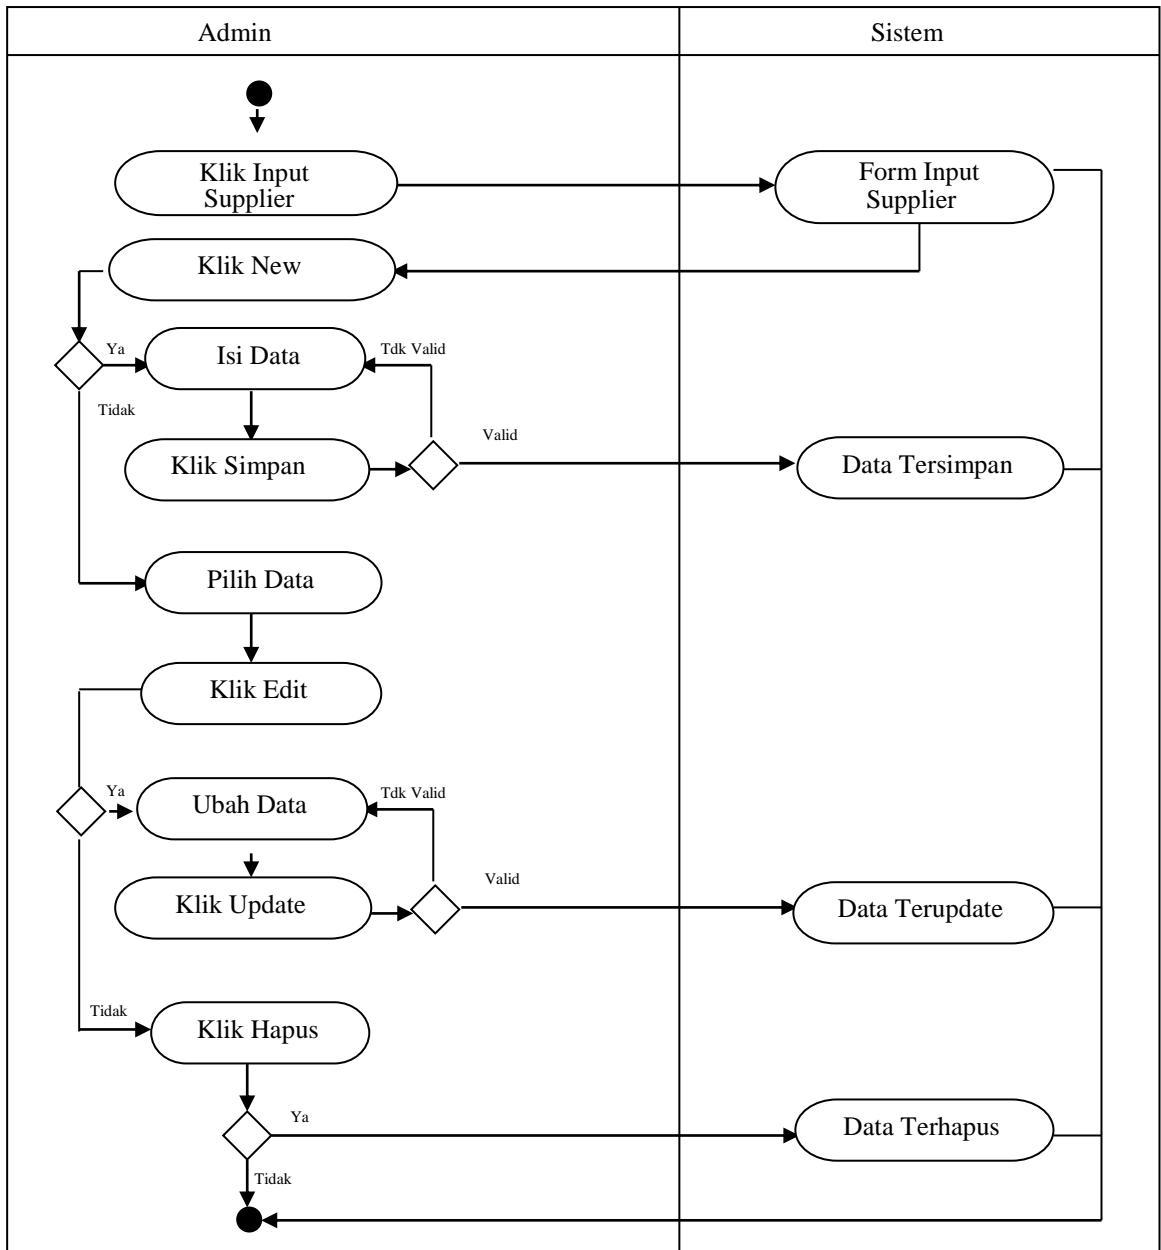 Admin
Sistem
Klik Input
Supplier
Form Input
Supplier
Klik New
Ya
Isi Data
Tdk Valid
Tidak
Klik Simpan
Valid
Data Tersimpan
Pilih Data
Klik Edit
Ya
Ubah Data
Tdk Valid
Klik Update
Valid
Data Terupdate
Tidak
Klik Hapus
Ya
Data Terhapus
Tidak